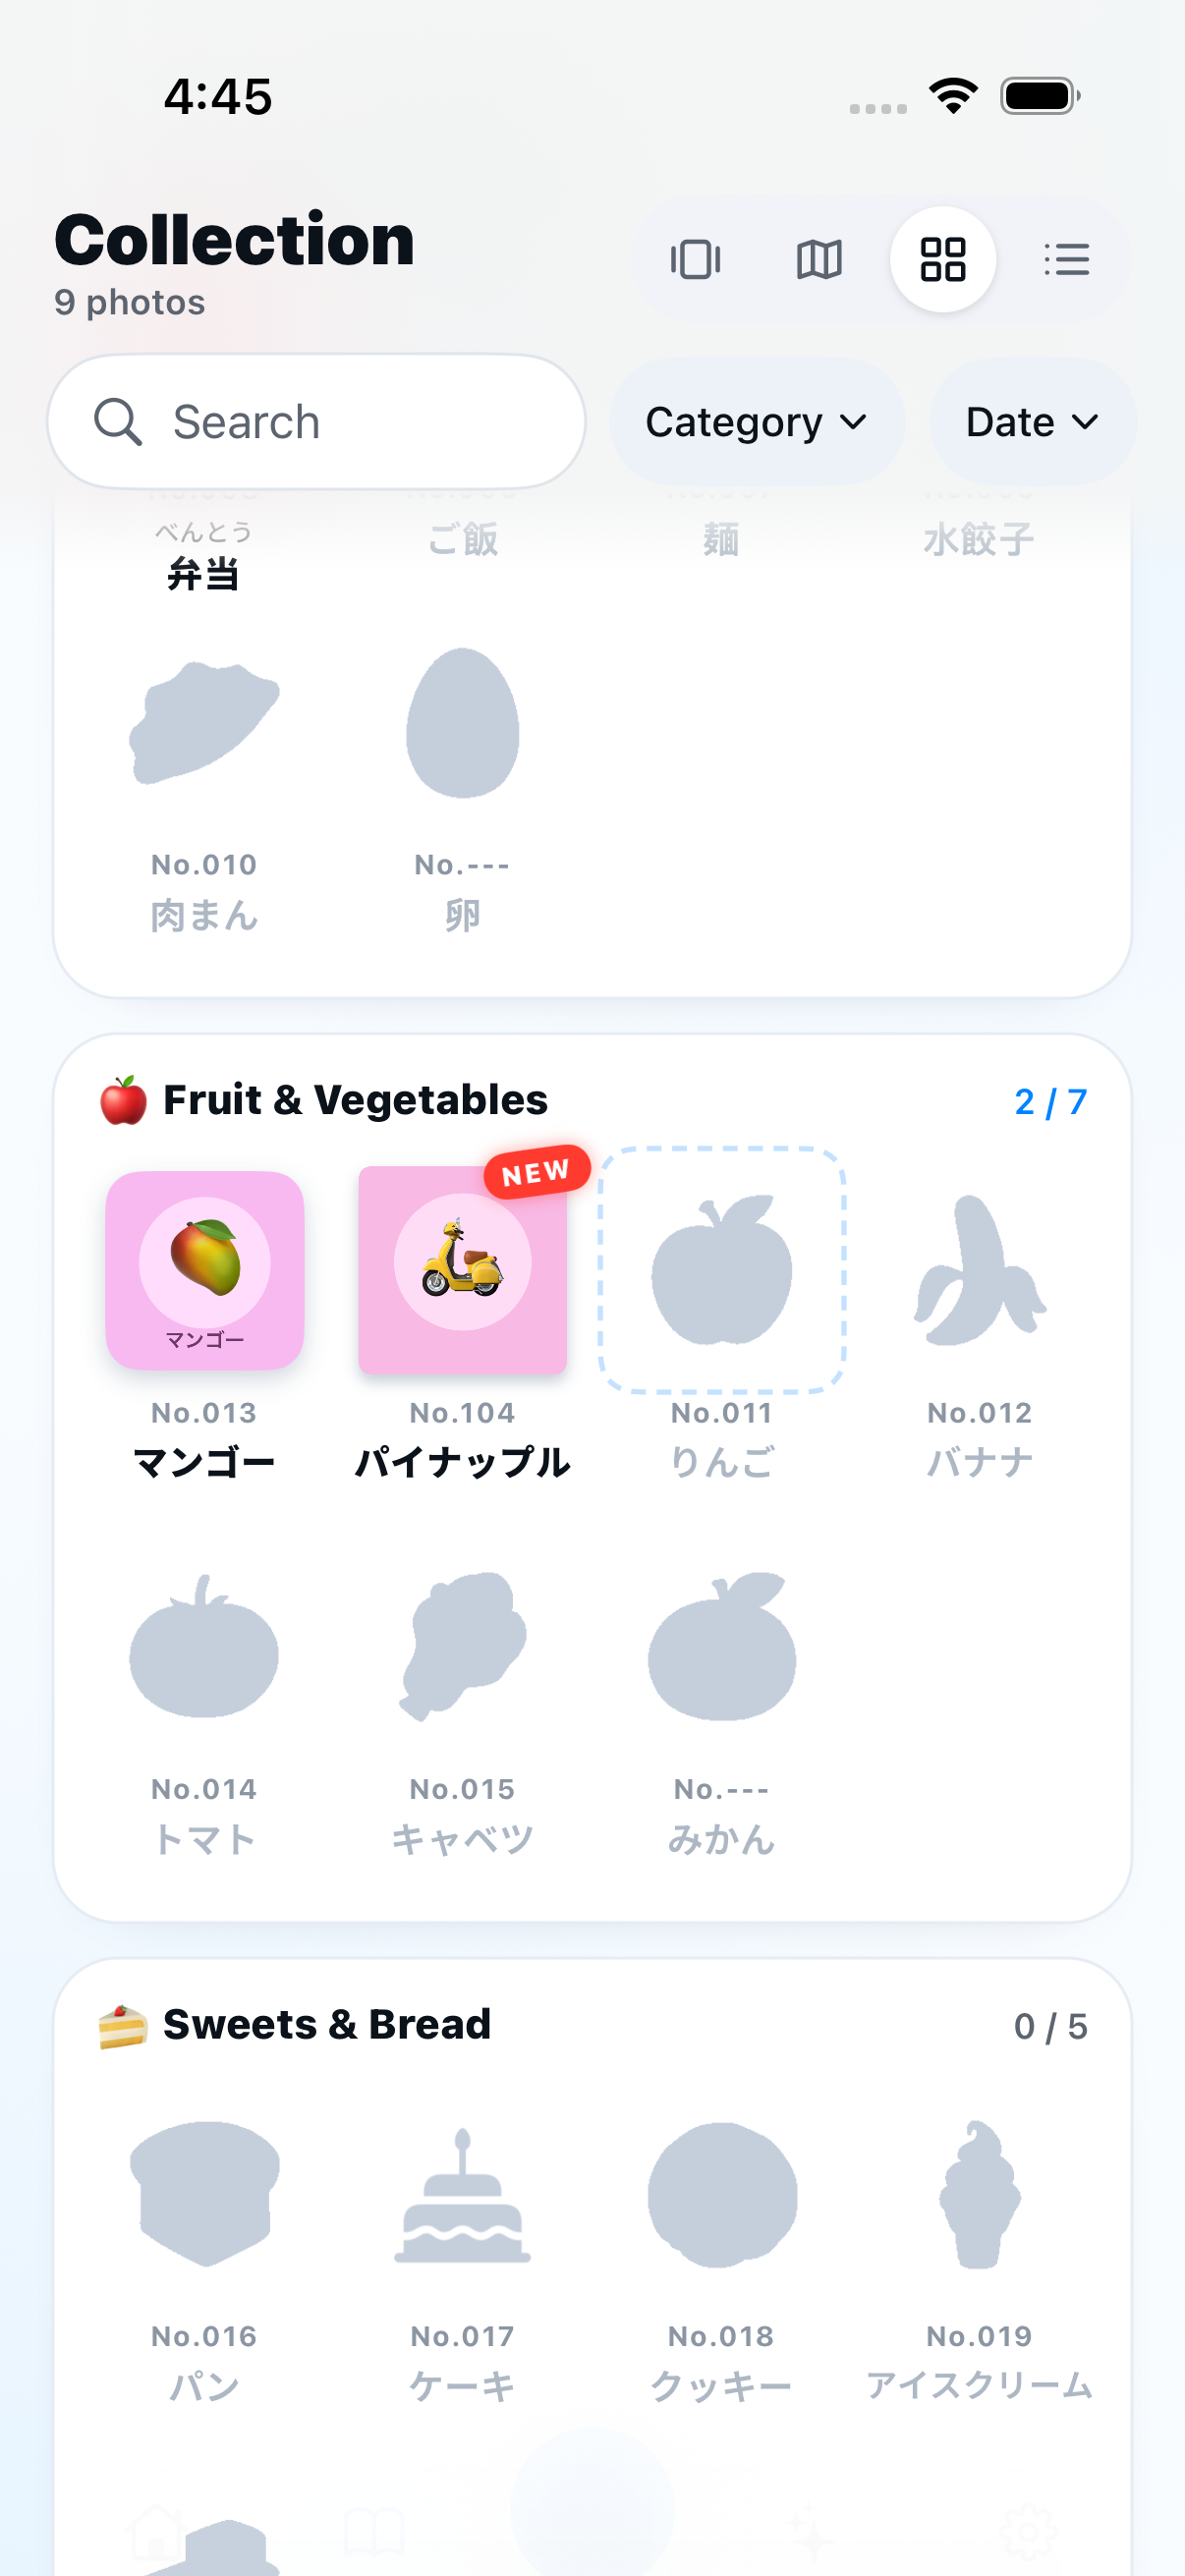 4:45
Collection
9 photos
Search
Category
Date
べんとう
弁当
ご飯
麺
水餃子
No.010
肉まん
No.---
卵
Fruit & Vegetables
2 / 7
NEW
マンゴー
No.013
マンゴー
No.104
パイナップル
No.011
りんご
No.012
バナナ
No.014
トマト
No.015
キャベツ
No.---
みかん
Sweets & Bread
0 / 5
No.016
パン
No.017
ケーキ
No.018
クッキー
No.019
アイスクリーム